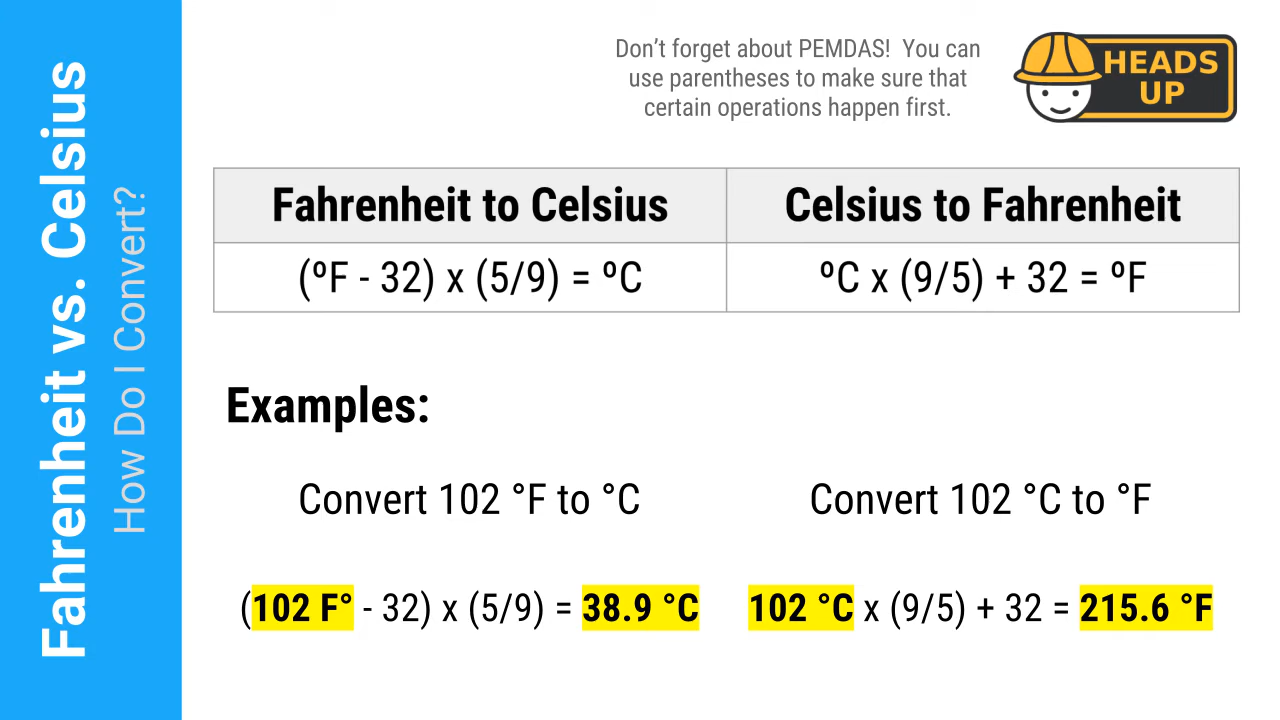 Fahrenheit vs. Celsius
How Do I Convert?
Don't forget about PEMDAS!  You can
use parentheses to make sure that
certain operations happen first.
HEADS
UP
Fahrenheit to Celsius
Celsius to Fahrenheit
(ºF - 32) x (5/9) = ºC
ºC x (9/5) + 32 = ºF
Examples:
Convert 102 °F to °C
Convert 102 °C to °F
(102 F° - 32) x (5/9) = 38.9 °C
102 °C x (9/5) + 32 = 215.6 °F